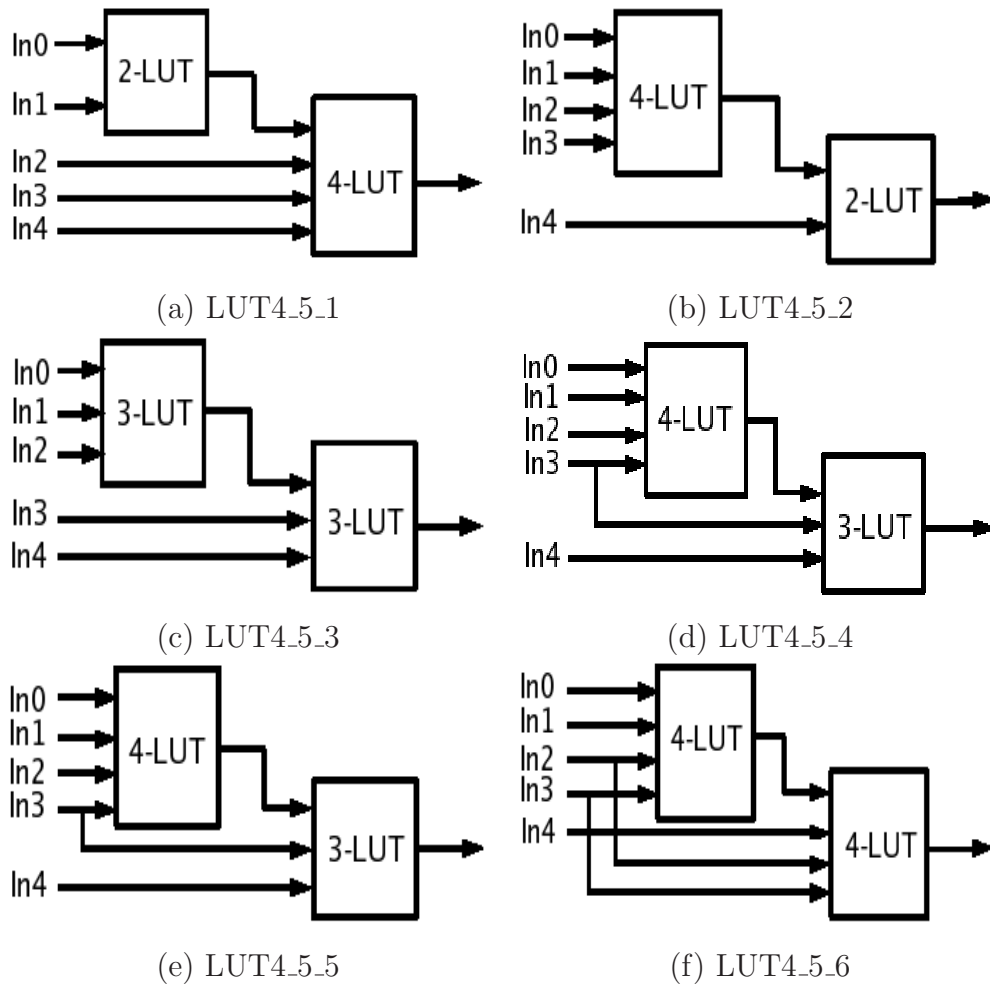 In0
In1
2-LUT
In2
In3
In4
4-LUT
(a) LUT4_5_1
In0
In1
In2
In3
4-LUT
In4
2-LUT
(b) LUT4_5_2
In0
In1
In2
3-LUT
In3
In4
3-LUT
(c) LUT4_5_3
In0
In1
In2
In3
4-LUT
In4
3-LUT
(d) LUT4_5_4
In0
In1
In2
In3
4-LUT
In4
3-LUT
(e) LUT4_5_5
In0
In1
In2
In3
4-LUT
In4
4-LUT
(f) LUT4_5_6